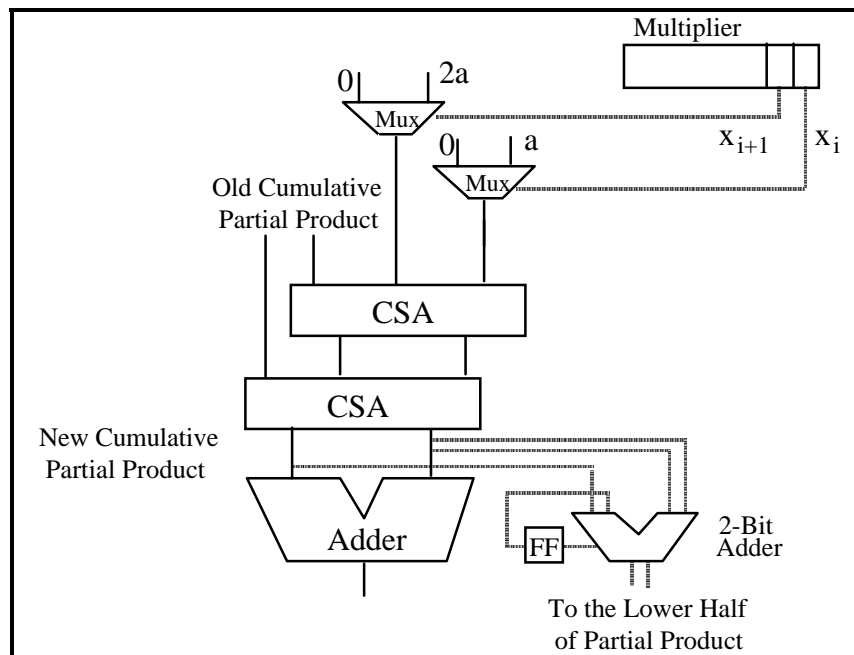 Multiplier
0
2a
Mux
x i+1
x i
0
a
Mux
Old Cumulative
Partial Product
CSA
CSA
New Cumulative
Partial Product
Adder
FF
2-Bit
Adder
To the Lower Half
of Partial Product